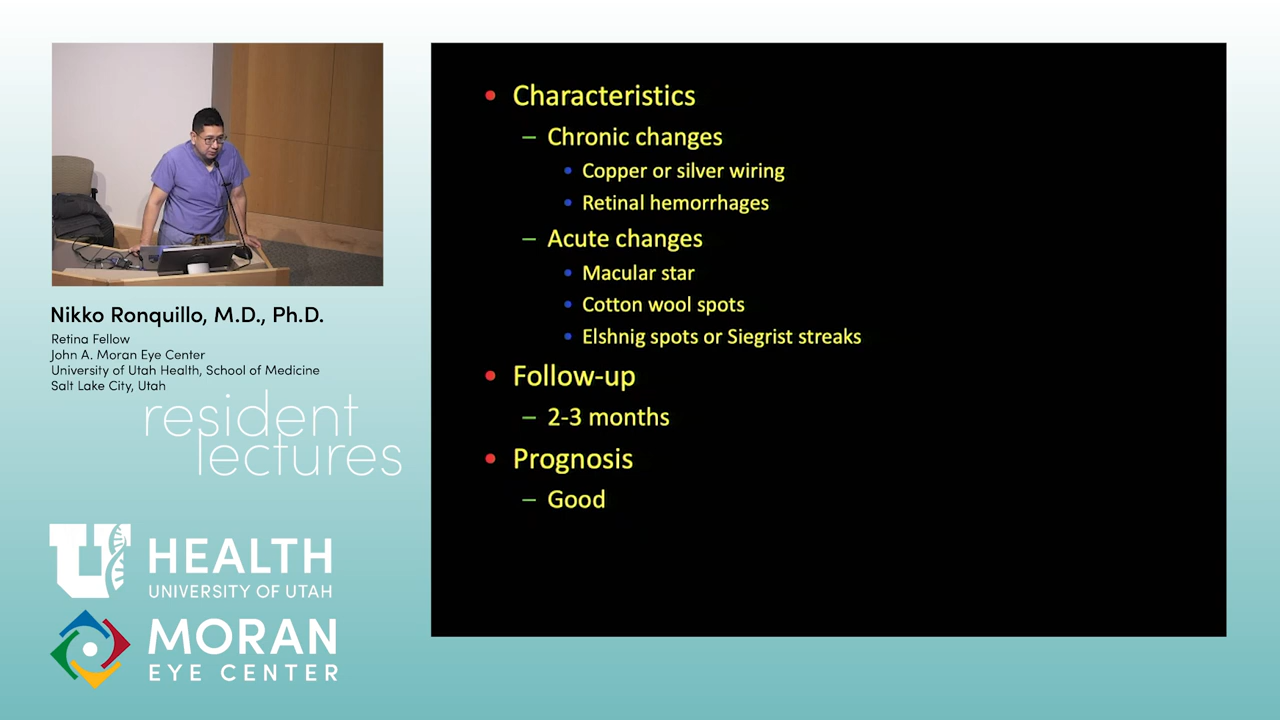 Nikko Ronquillo, M.D., Ph.D.
Retina Fellow
John A. Moran Eye Center
University of Utah Health, School of Medicine
Salt Lake City, Utah
resident
lectures
U HEALTH
UNIVERSITY OF UTAH
MORAN
EYE CENTER
• Characteristics
– Chronic changes
• Copper or silver wiring
• Retinal hemorrhages
– Acute changes
• Macular star
• Cotton wool spots
• Elshnig spots or Siegrist streaks
• Follow-up
– 2-3 months
• Prognosis
– Good